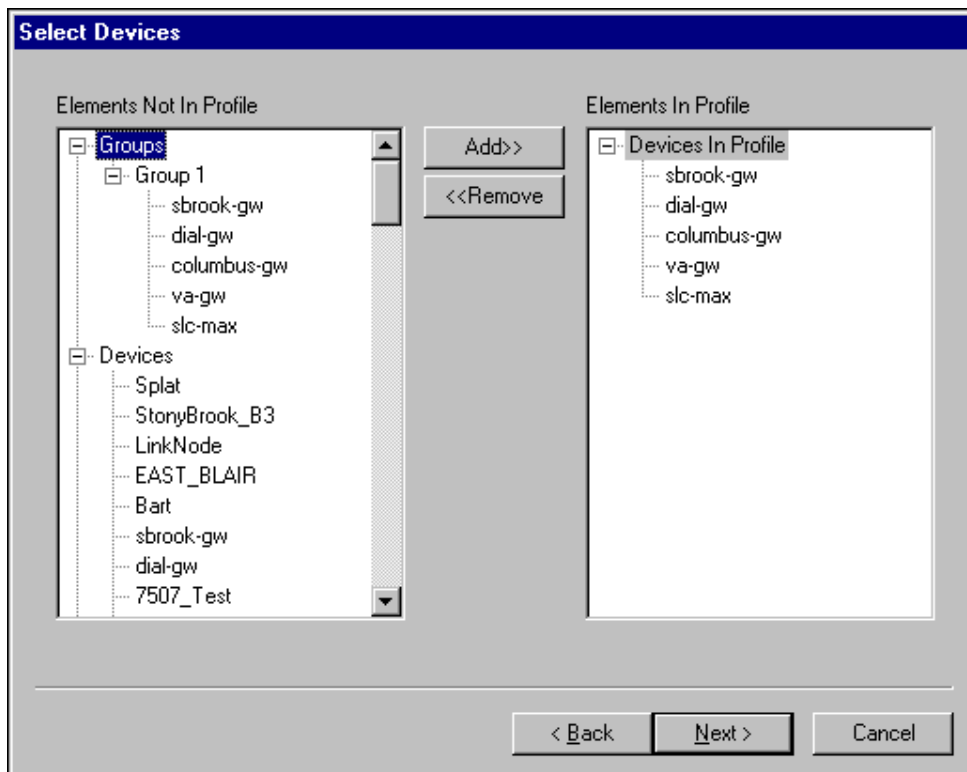 Select Devices
Elements Not In Profile
Groups
Group 1
sbrook-gw
dial-gw
columbus-gw
va-gw
slc-max
Devices
Splat
StonyBrook_B3
LinkNode
EAST_BLAIR
Bart
sbrook-gw
dial-gw
7507_Test
Add>>
<<Remove
Elements In Profile
Devices In Profile
sbrook-gw
dial-gw
columbus-gw
va-gw
slc-max
< Back
Next >
Cancel